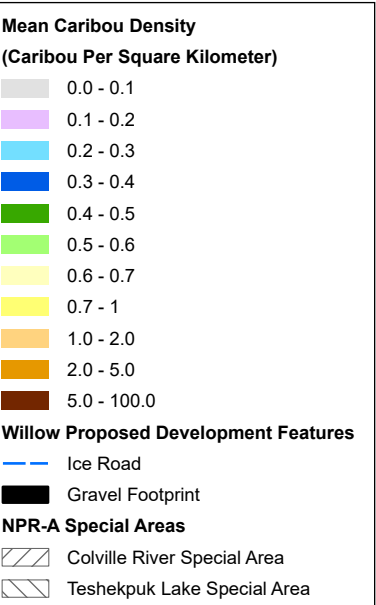 Mean Caribou Density
(Caribou Per Square Kilometer)
0.0 - 0.1
0.1 - 0.2
0.2 - 0.3
0.3 - 0.4
0.4 - 0.5
0.5 - 0.6
0.6 - 0.7
0.7 - 1
1.0 - 2.0
2.0 - 5.0
5.0 - 100.0
Willow Proposed Development Features
Ice Road
Gravel Footprint
NPR-A Special Areas
Colville River Special Area
Teshekpuk Lake Special Area